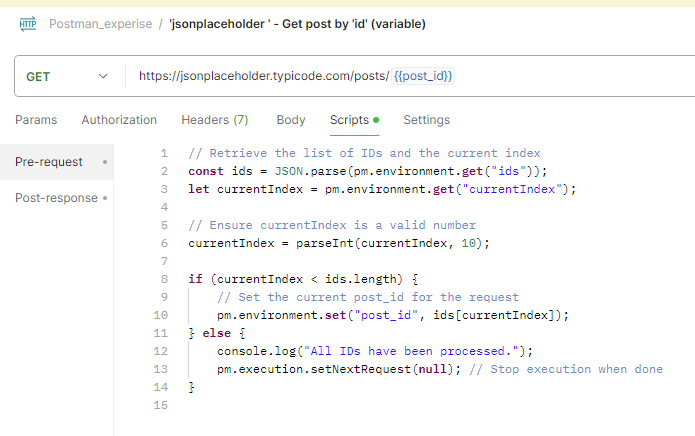 HTTP Postman_experise / 'jsonplaceholder ' - Get post by 'id' (variable)
GET https://jsonplaceholder.typicode.com/posts/ {{post_id}}
Params Authorization Headers (7) Body Scripts Settings
Pre-request
Post-response
1 // Retrieve the list of IDs and the current index
2 const ids = JSON.parse(pm.environment.get("ids"));
3 let currentIndex = pm.environment.get("currentIndex");
4
5 // Ensure currentIndex is a valid number
6 currentIndex = parseInt(currentIndex, 10);
7
8 if (currentIndex < ids.length) {
9 // Set the current post_id for the request
10 pm.environment.set("post_id", ids[currentIndex]);
11 } else {
12 console.log("All IDs have been processed.");
13 pm.execution.setNextRequest(null); // Stop execution when done
14 }
15